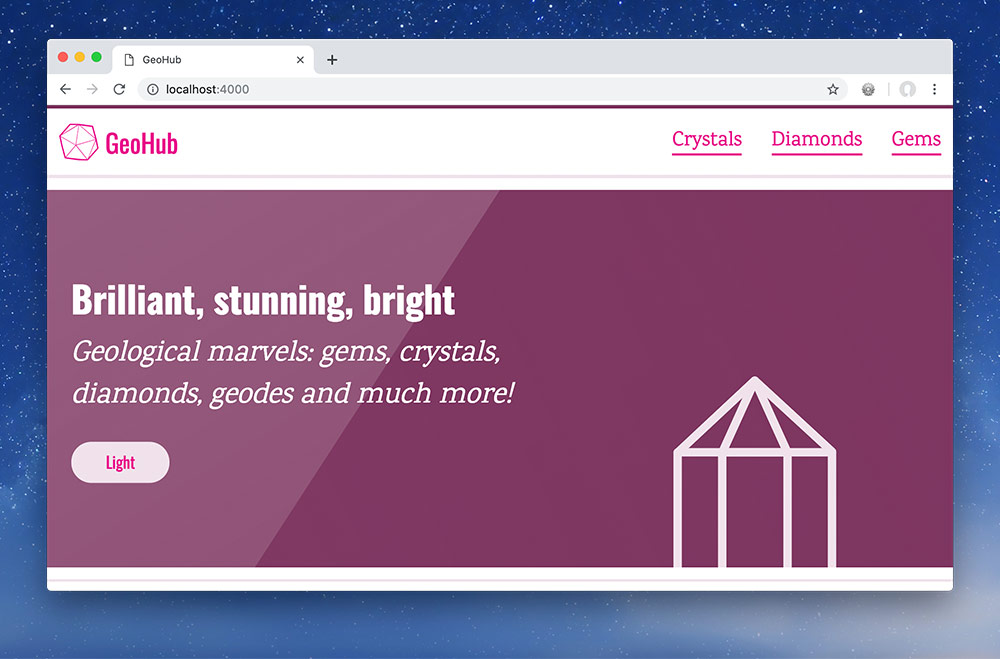 GeoHub
localhost:4000
GeoHub
Crystals Diamonds Gems
Brilliant, stunning, bright
Geological marvels: gems, crystals,
diamonds, geodes and much more!
Light